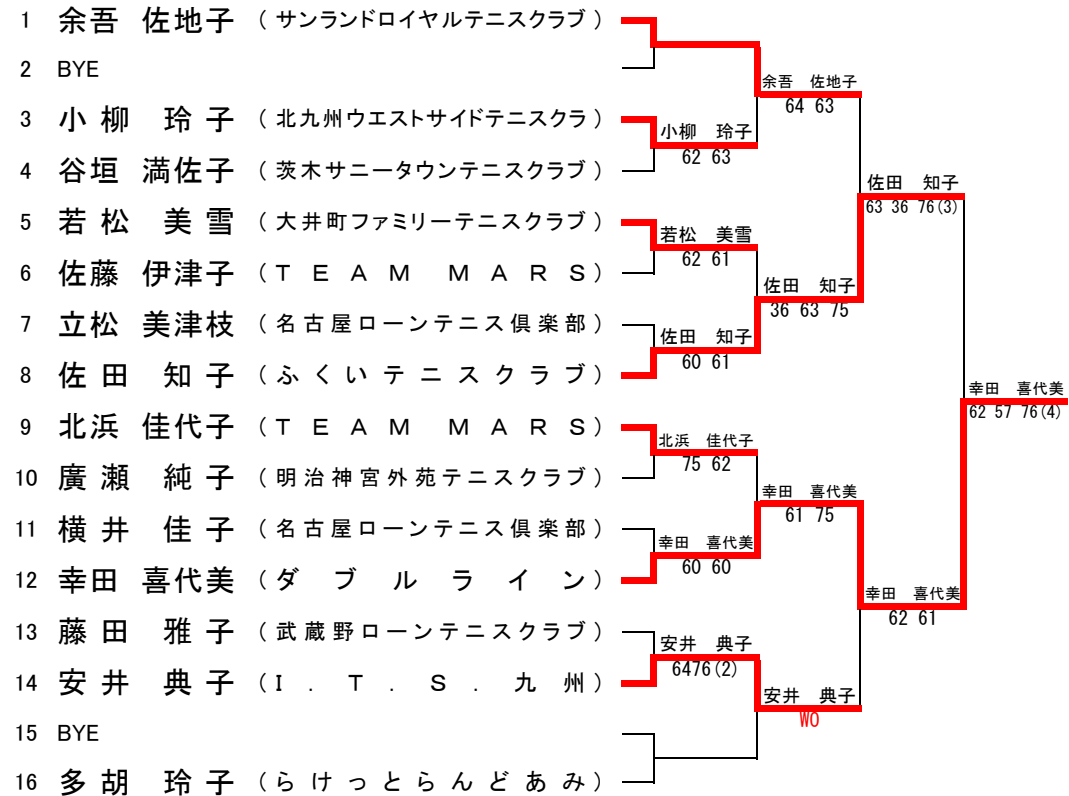 1 余吾 佐地子 (サンランドロイヤルテニスクラブ)
2 BYE
余吾 佐地子
64 63
3 小柳 玲子 (北九州ウエストサイドテニスクラ)
小柳 玲子
62 63
4 谷垣 満佐子 (茨木サニータウンテニスクラブ)
佐田 知子
63 36 76(3)
5 若松 美雪 (大井町ファミリーテニスクラブ)
若松 美雪
62 61
6 佐藤 伊津子 (TEAM MARS)
佐田 知子
36 63 75
7 立松 美津枝 (名古屋ローンテニス倶楽部)
佐田 知子
60 61
8 佐田 知子 (ふくいテニスクラブ)
幸田 喜代美
62 57 76(4)
9 北浜 佳代子 (TEAM MARS)
北浜 佳代子
75 62
10 廣瀬 純子 (明治神宮外苑テニスクラブ)
幸田 喜代美
61 75
11 横井 佳子 (名古屋ローンテニス倶楽部)
幸田 喜代美
60 60
12 幸田 喜代美 (ダブルライン)
幸田 喜代美
62 61
13 藤田 雅子 (武蔵野ローンテニスクラブ)
安井 典子
6476(2)
14 安井 典子 (I.T.S.九州)
安井 典子
WO
15 BYE
16 多胡 玲子 (らけっとらんどあみ)